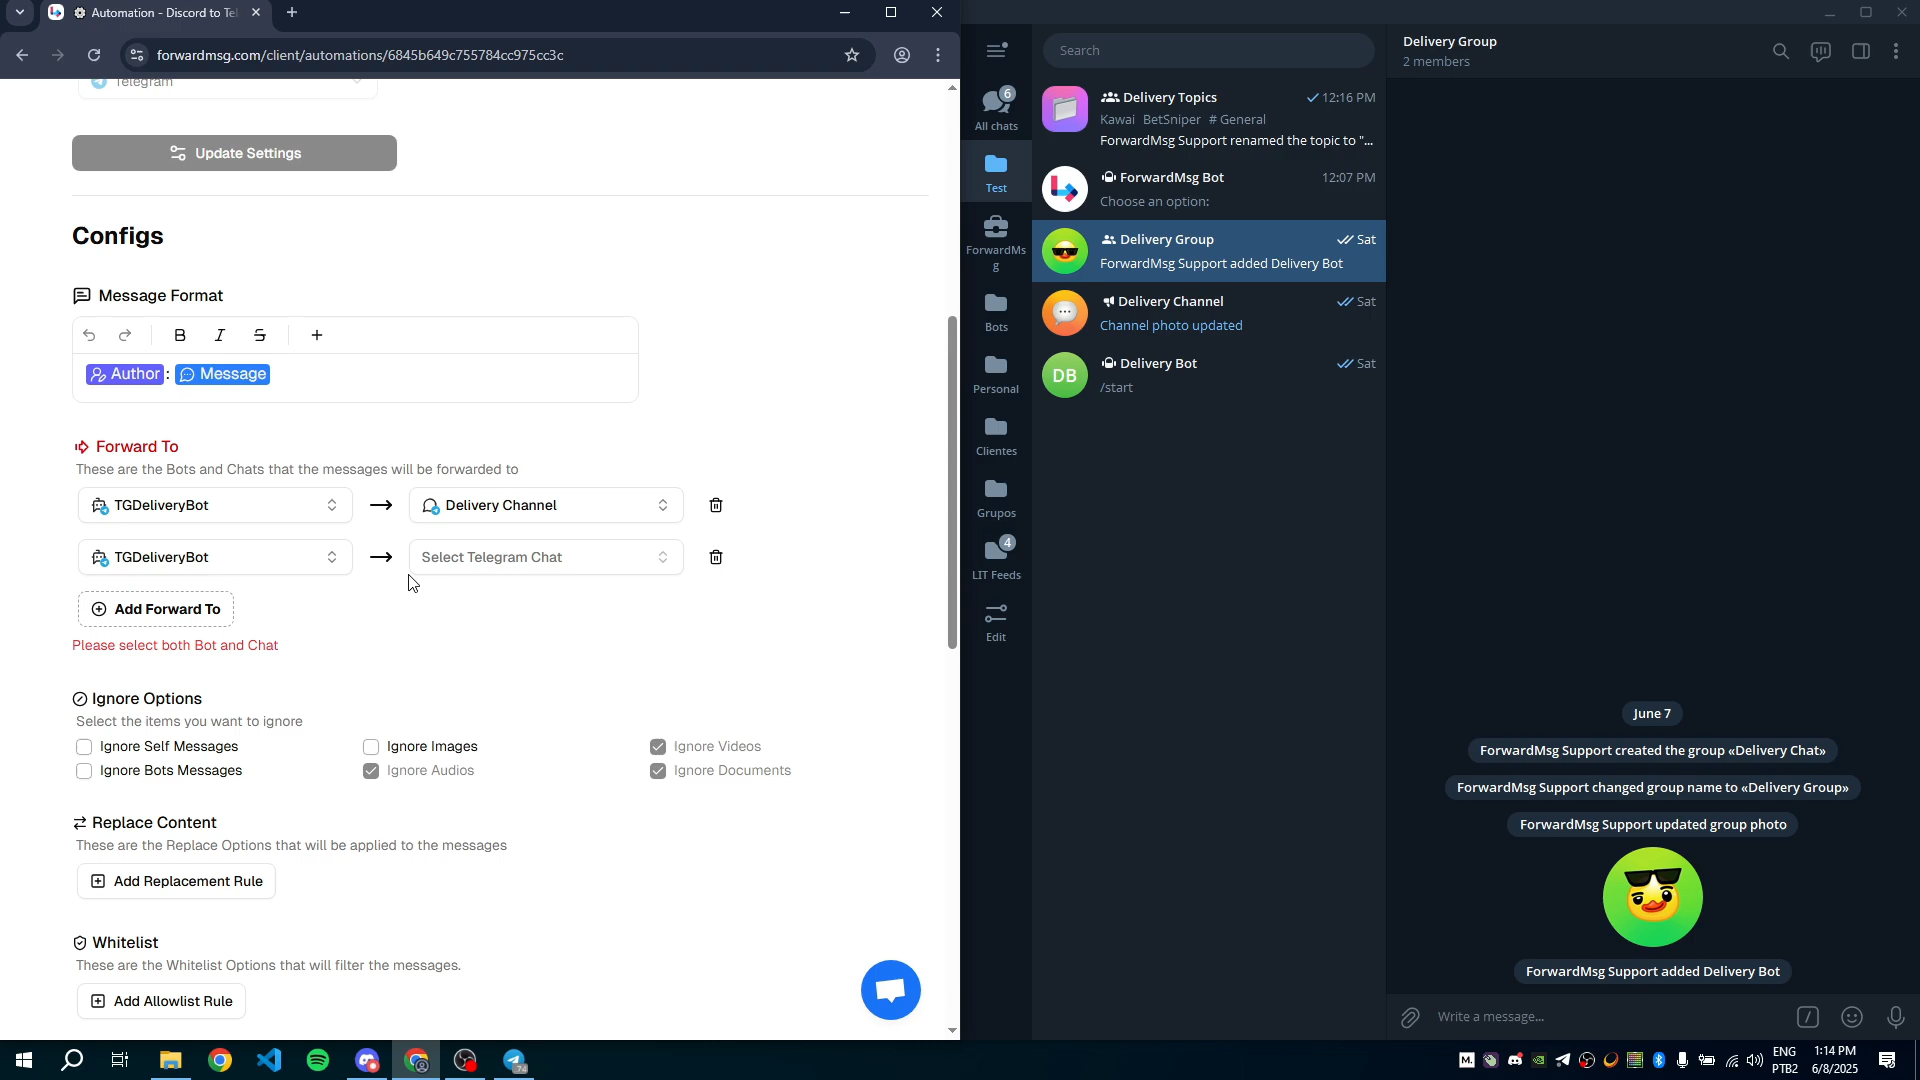 Automation - Discord to Tel
forwardmsg.com/client/automations/6845b649c755784cc975cc3c
Telegram
Update Settings
Configs
Message Format
Author : Message
Forward To
These are the Bots and Chats that the messages will be forwarded to
TGDeliveryBot
Delivery Channel
TGDeliveryBot
Select Telegram Chat
Add Forward To
Please select both Bot and Chat
Ignore Options
Select the items you want to ignore
Ignore Self Messages
Ignore Images
Ignore Videos
Ignore Bots Messages
Ignore Audios
Ignore Documents
Replace Content
These are the Replace Options that will be applied to the messages
Add Replacement Rule
Whitelist
These are the Whitelist Options that will filter the messages.
Add Allowlist Rule
6
All chats
Test
ForwardMs
g
Bots
Personal
Clientes
Grupos
4
LIT Feeds
Edit
Search
Delivery Topics
12:16 PM
Kawai BetSniper # General
ForwardMsg Support renamed the topic to "...
ForwardMsg Bot
12:07 PM
Choose an option:
Delivery Group
Sat
ForwardMsg Support added Delivery Bot
Delivery Channel
Sat
Channel photo updated
DB
Delivery Bot
Sat
/start
Delivery Group
2 members
June 7
ForwardMsg Support created the group «Delivery Chat»
ForwardMsg Support changed group name to «Delivery Group»
ForwardMsg Support updated group photo
ForwardMsg Support added Delivery Bot
Write a message...
74
M.
ENG
PTB2
1:14 PM
6/8/2025